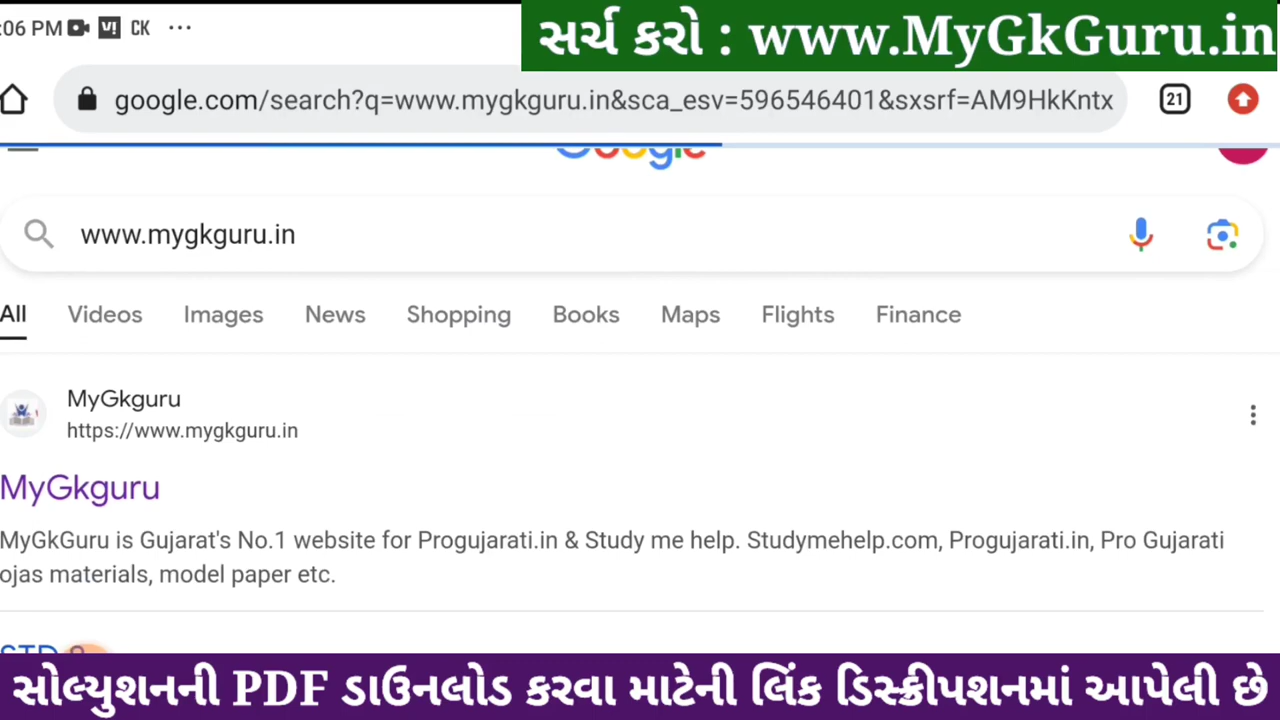 :06 PM V! CK ...
સર્ચ કરો : www.MyGkGuru.in
google.com/search?q=www.mygkguru.in&sca_esv=596546401&sxsrf=AM9HkKntx
21
Google
www.mygkguru.in
All Videos Images News Shopping Books Maps Flights Finance
MyGkguru
https://www.mygkguru.in
MyGkguru
MyGkGuru is Gujarat's No.1 website for Progujarati.in & Study me help. Studymehelp.com, Progujarati.in, Pro Gujarati
ojas materials, model paper etc.
સોલ્યુશનની PDF ડાઉનલોડ કરવા માટેની લિંક ડિસ્ક્રીપશનમાં આપેલી છે